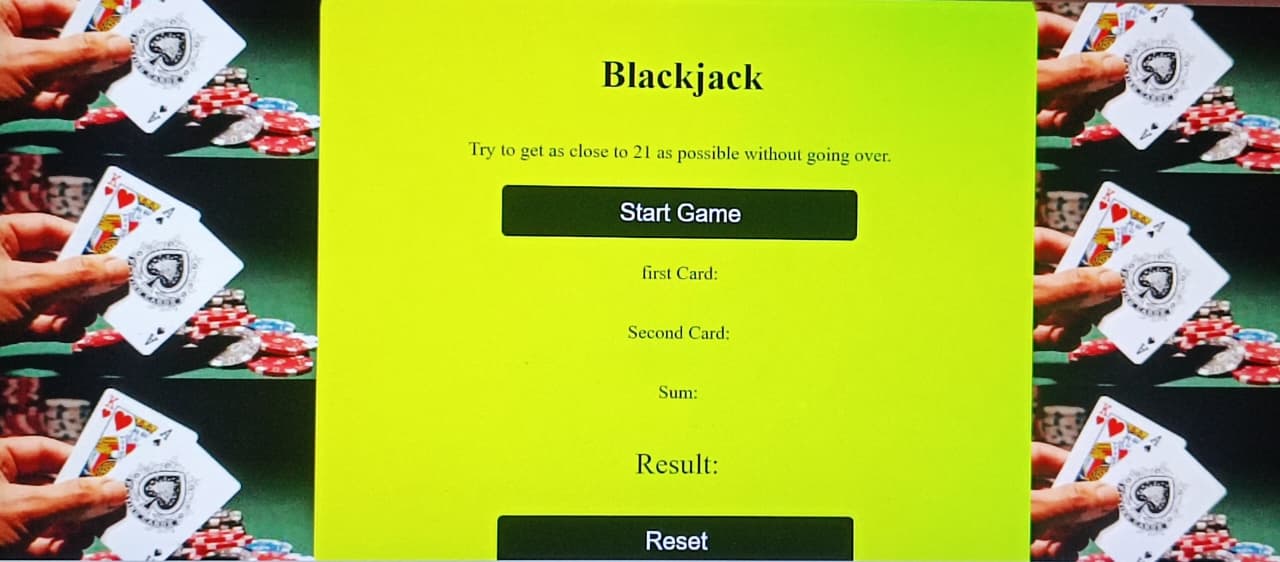 Blackjack
Try to get as close to 21 as possible without going over.
Start Game
first Card:
Second Card:
Sum:
Result:
Reset